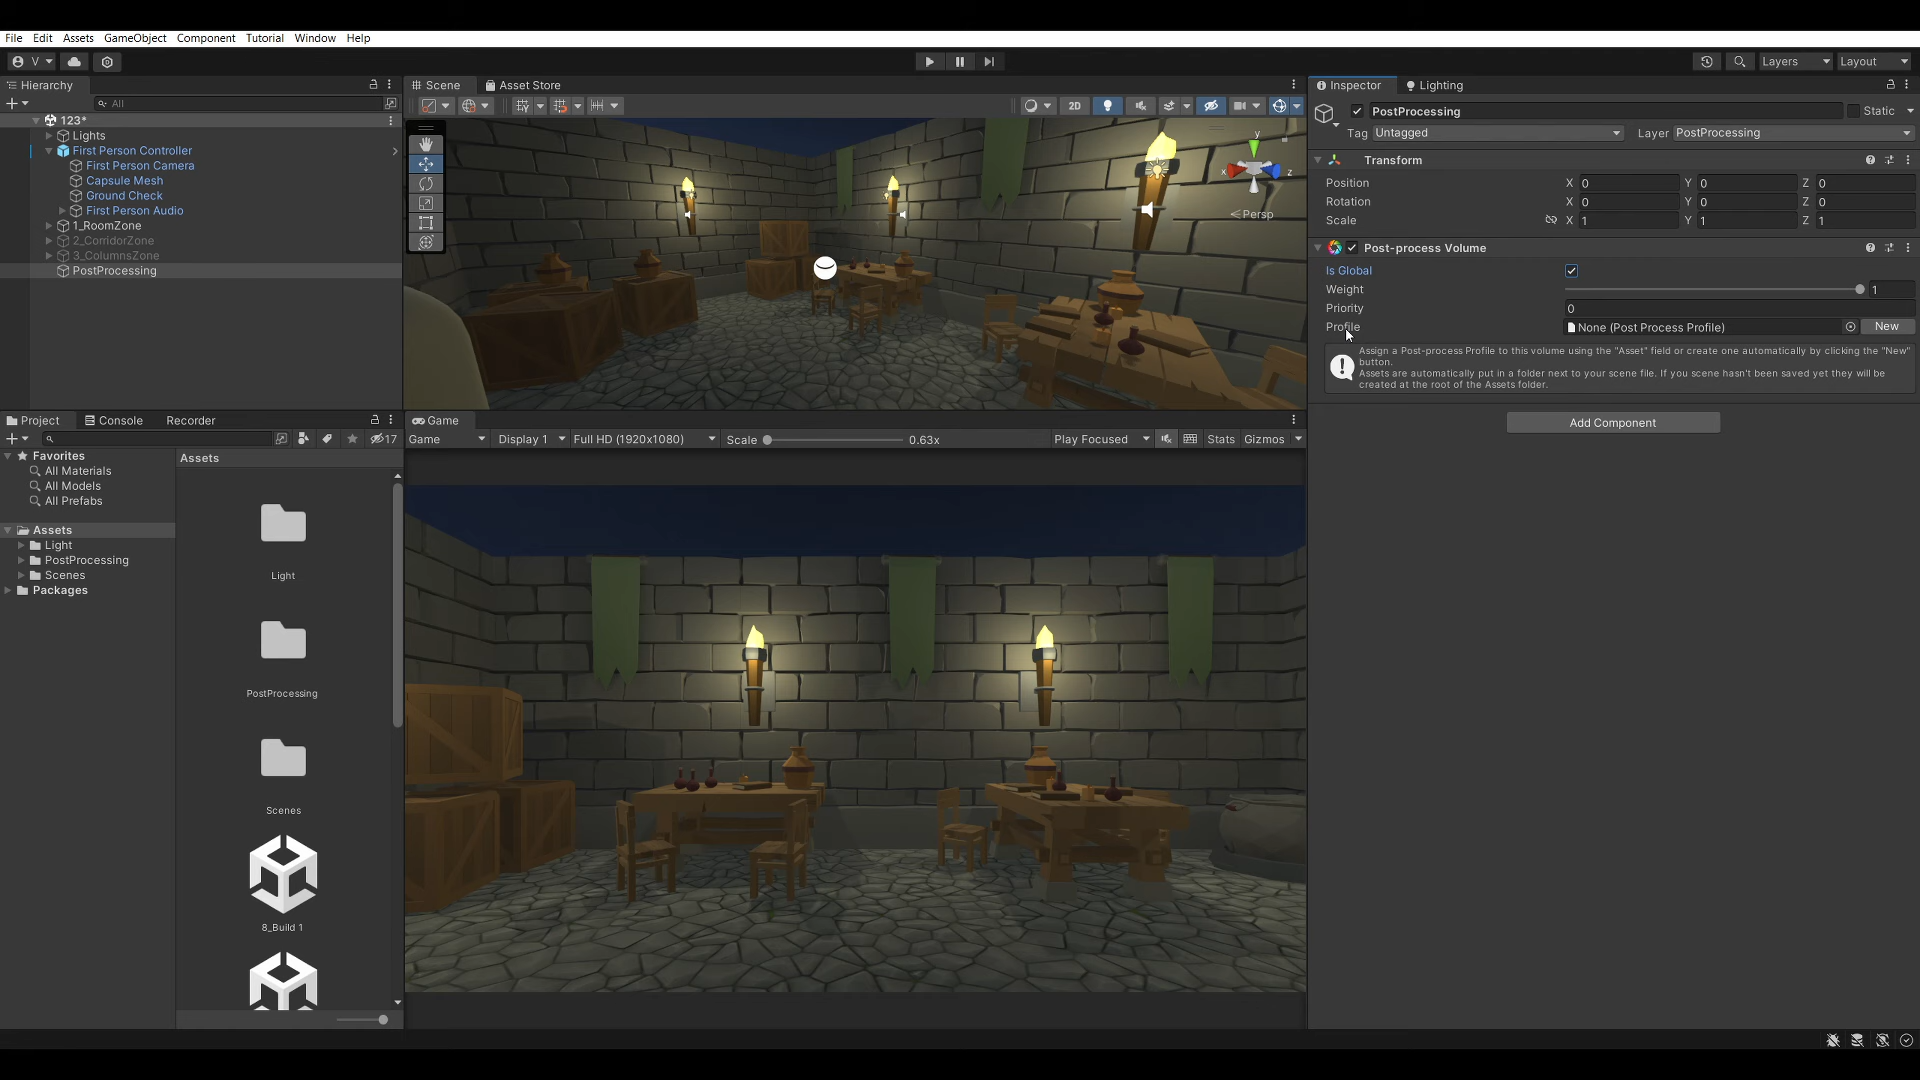 File Edit Assets GameObject Component Tutorial Window Help
V
Layers Layout
Hierarchy
All
123*
Lights
First Person Controller
First Person Camera
Capsule Mesh
Ground Check
First Person Audio
1_RoomZone
2_CorridorZone
3_ColumnsZone
PostProcessing
Scene Asset Store
2D
y
x
z
Persp
Inspector Lighting
PostProcessing Static
Tag Untagged Layer PostProcessing
Transform
Position X 0 Y 0 Z 0
Rotation X 0 Y 0 Z 0
Scale X 1 Y 1 Z 1
Post-process Volume
Is Global
Weight 1
Priority 0
Profile None (Post Process Profile) New
Assign a Post-process Profile to this volume using the "Asset" field or create one automatically by clicking the "New"
button.
Assets are automatically put in a folder next to your scene file. If you scene hasn't been saved yet they will be
created at the root of the Assets folder.
Add Component
Project Console Recorder
17
Favorites
All Materials
All Models
All Prefabs
Assets
Light
PostProcessing
Scenes
Packages
Assets
Light
PostProcessing
Scenes
8_Build 1
Game
Game Display 1 Full HD (1920x1080) Scale 0.63x Play Focused Stats Gizmos